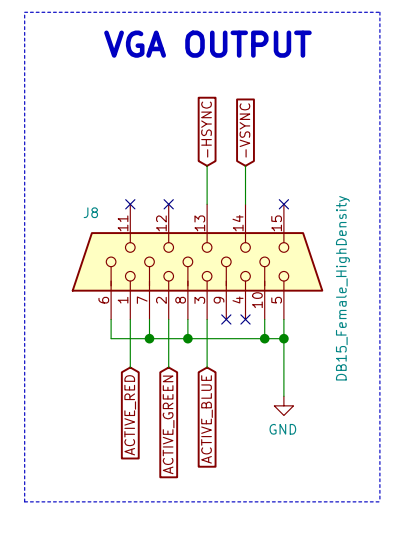 VGA OUTPUT
-HSYNC
-VSYNC
J8
11
12
13
14
15
DB15_Female_HighDensity
6
1
7
2
8
3
9
4
10
5
ACTIVE_RED
ACTIVE_GREEN
ACTIVE_BLUE
GND